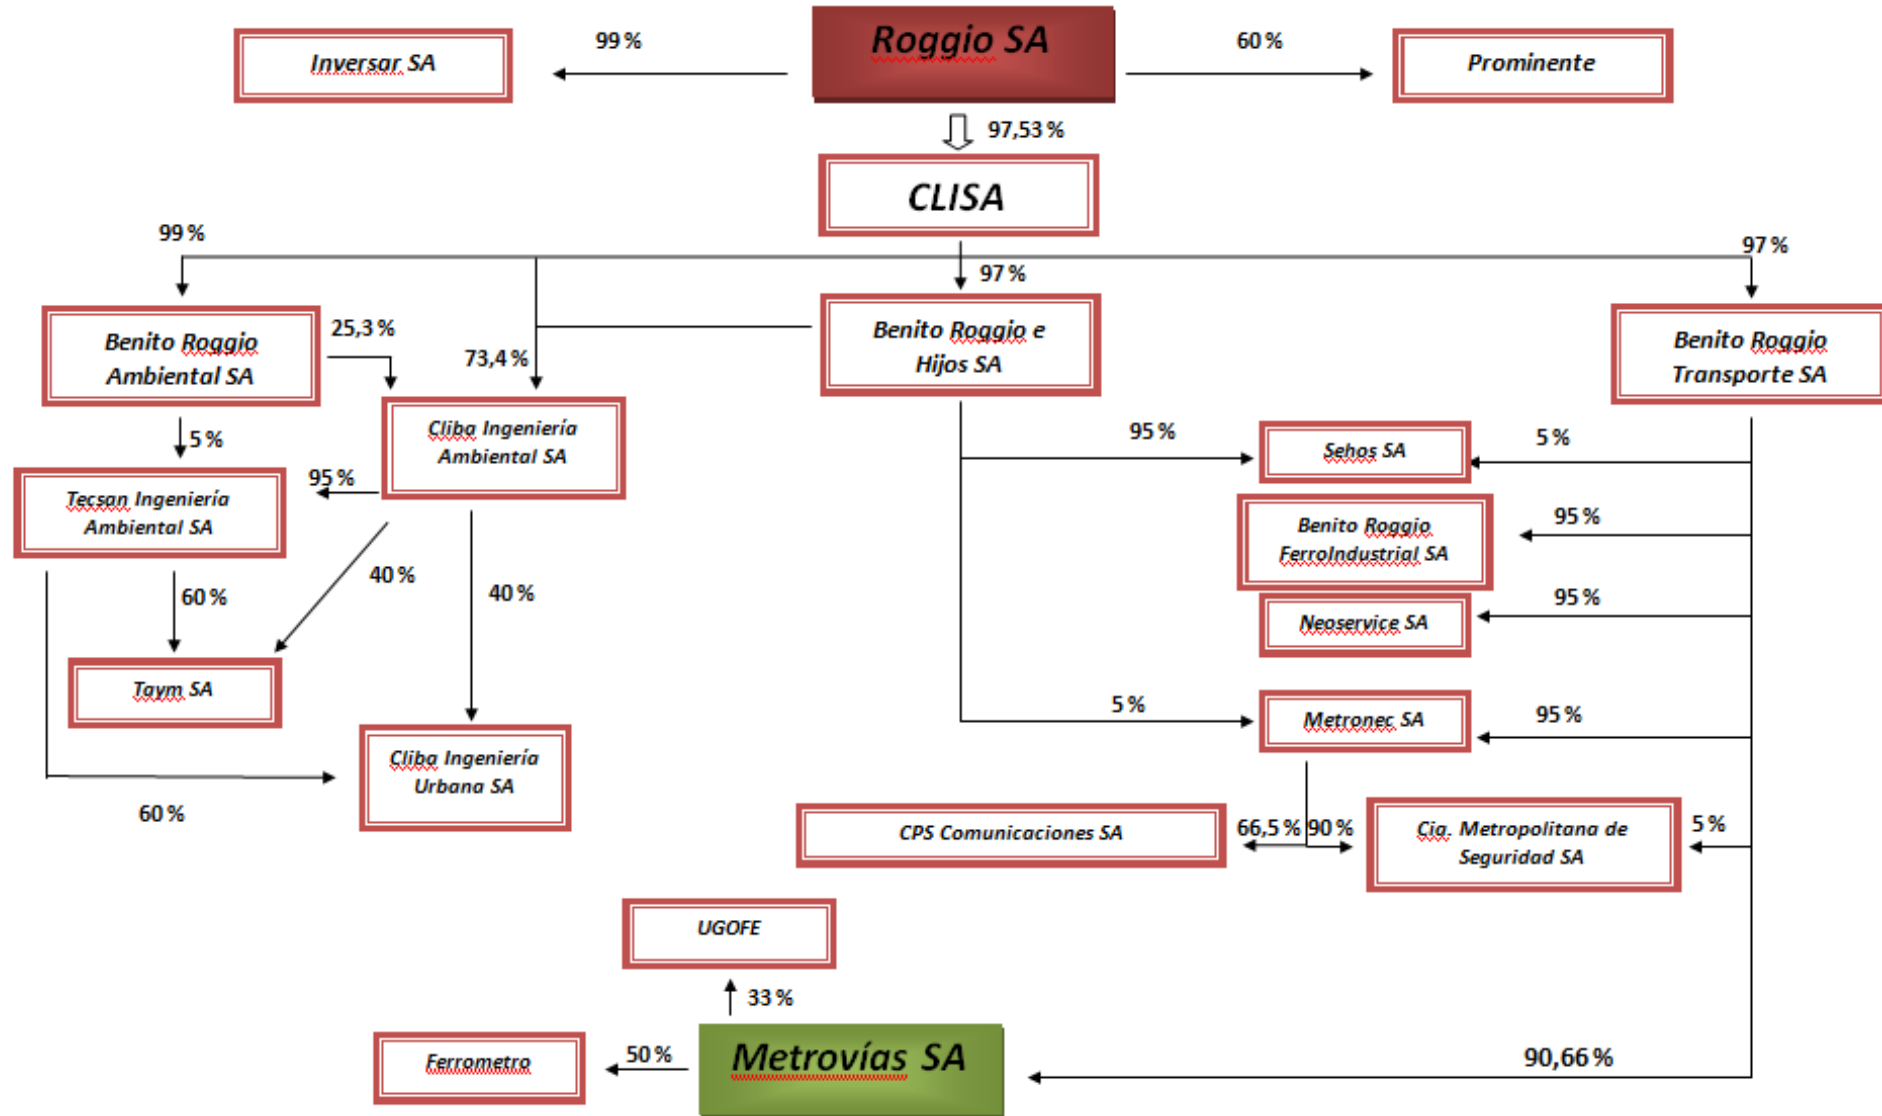 Roggio SA
99 %
60 %
Inversar SA
Prominente
97,53 %
CLISA
99 %
97 %
97 %
Benito Roggio
Ambiental SA
25,3 %
73,4 %
Benito Roggio e
Hijos SA
Benito Roggio
Transporte SA
5 %
Cliba Ingeniería
Ambiental SA
95 %
Sehos SA
5 %
95 %
Tecsan Ingeniería
Ambiental SA
Benito Roggio
FerroIndustrial SA
95 %
40 %
60 %
40 %
Neoservice SA
95 %
Taym SA
5 %
Metronec SA
95 %
Cliba Ingeniería
Urbana SA
60 %
CPS Comunicaciones SA
66,5 %
90 %
Cia. Metropolitana de
Seguridad SA
5 %
UGOFE
33 %
Ferrometro
50 %
Metrovías SA
90,66 %